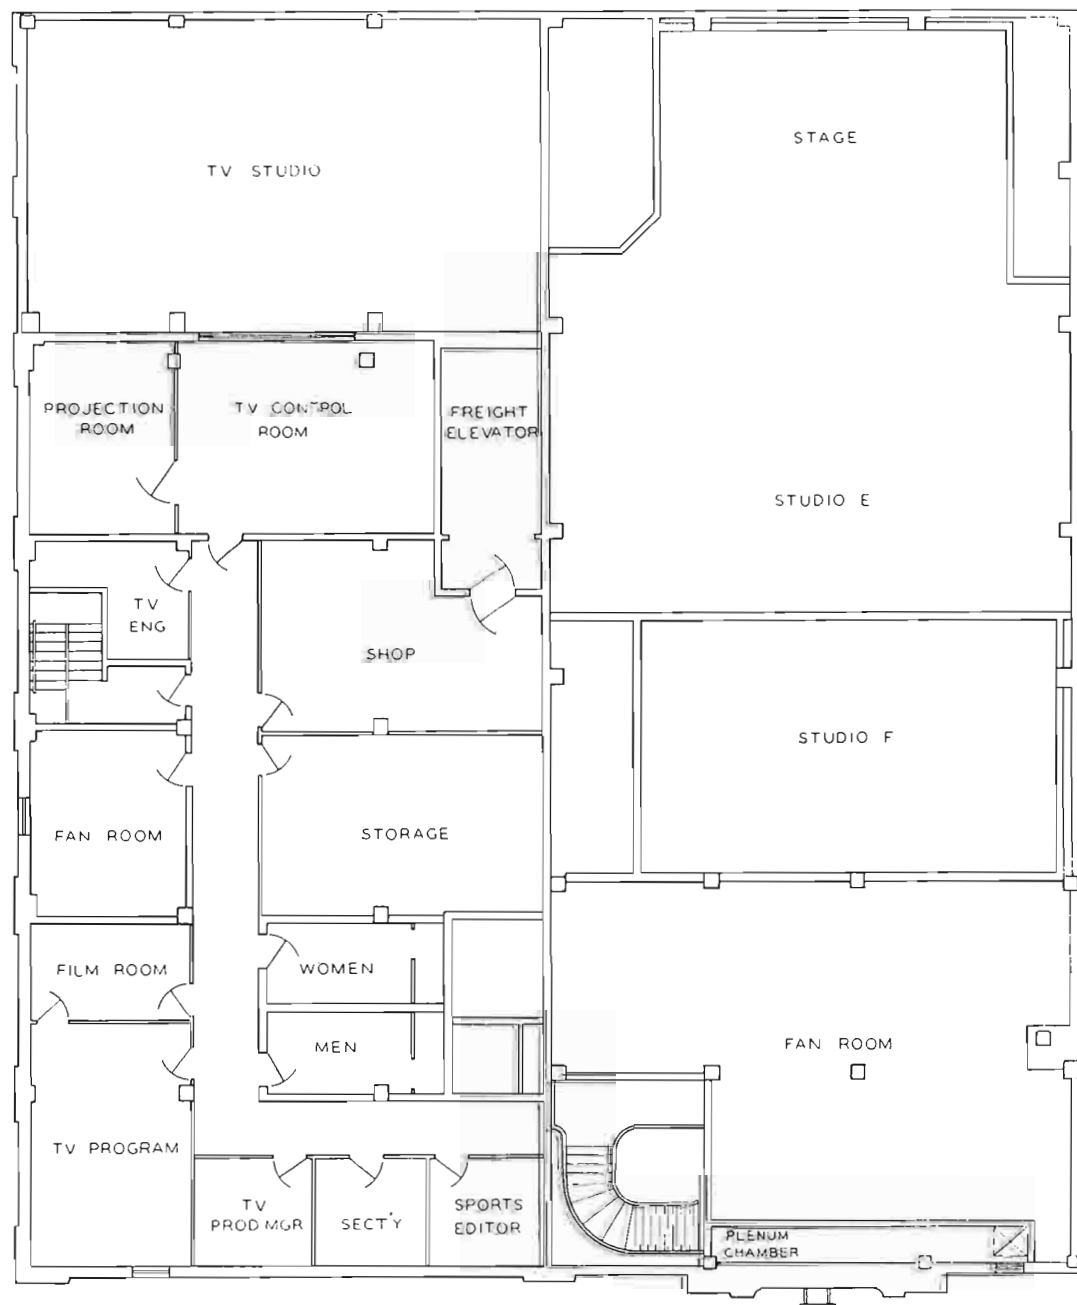 STAGE
TV STUDIO
PROJECTION
ROOM
TV CONTROL
ROOM
FREIGHT
ELEVATOR
STUDIO E
TV
ENG
SHOP
STUDIO F
FAN ROOM
STORAGE
FILM ROOM
WOMEN
MEN
FAN ROOM
TV PROGRAM
TV
PROD MGR
SECT'Y
SPORTS
EDITOR
PLENUM
CHAMBER